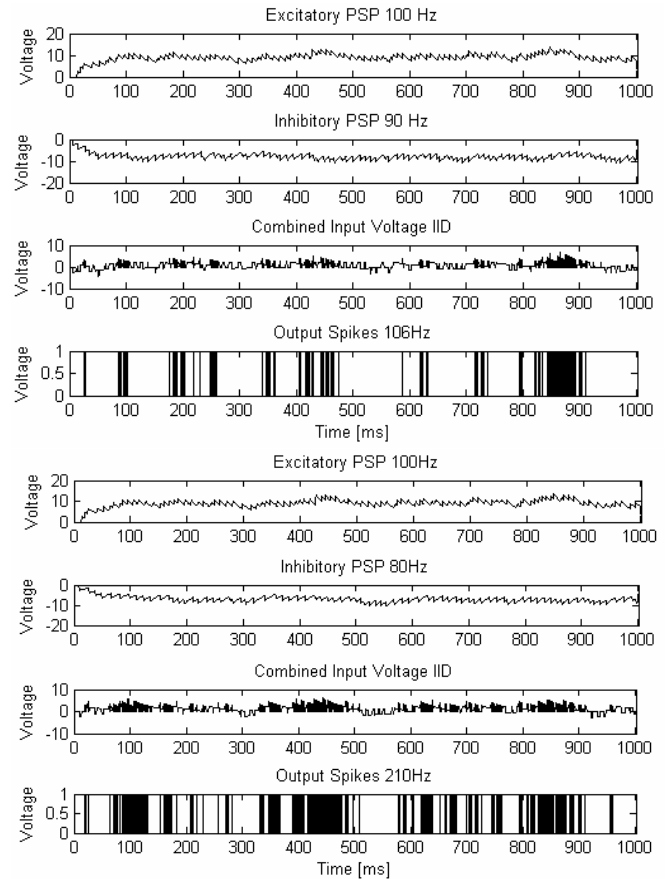 Excitatory PSP 100 Hz
Voltage
20
10
0
0 100 200 300 400 500 600 700 800 900 1000
Inhibitory PSP 90 Hz
Voltage
0
-10
-20
0 100 200 300 400 500 600 700 800 900 1000
Combined Input Voltage IID
Voltage
10
0
-10
0 100 200 300 400 500 600 700 800 900 1000
Output Spikes 106Hz
Voltage
1
0.5
0
0 100 200 300 400 500 600 700 800 900 1000
Time [ms]
Excitatory PSP 100Hz
Voltage
20
10
0
0 100 200 300 400 500 600 700 800 900 1000
Inhibitory PSP 80Hz
Voltage
0
-10
-20
0 100 200 300 400 500 600 700 800 900 1000
Combined Input Voltage IID
Voltage
10
0
-10
0 100 200 300 400 500 600 700 800 900 1000
Output Spikes 210Hz
Voltage
1
0.5
0
0 100 200 300 400 500 600 700 800 900 1000
Time [ms]